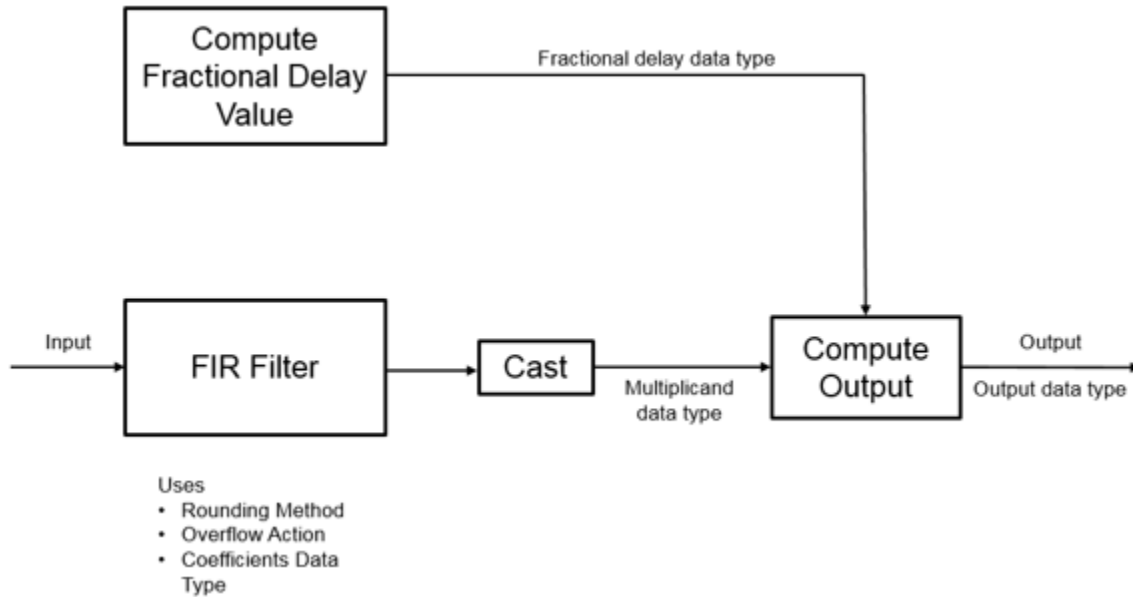 Compute
Fractional Delay
Value
Fractional delay data type
Input
FIR Filter
Cast
Multiplicand
data type
Compute
Output
Output
Output data type
Uses
• Rounding Method
• Overflow Action
• Coefficients Data
Type